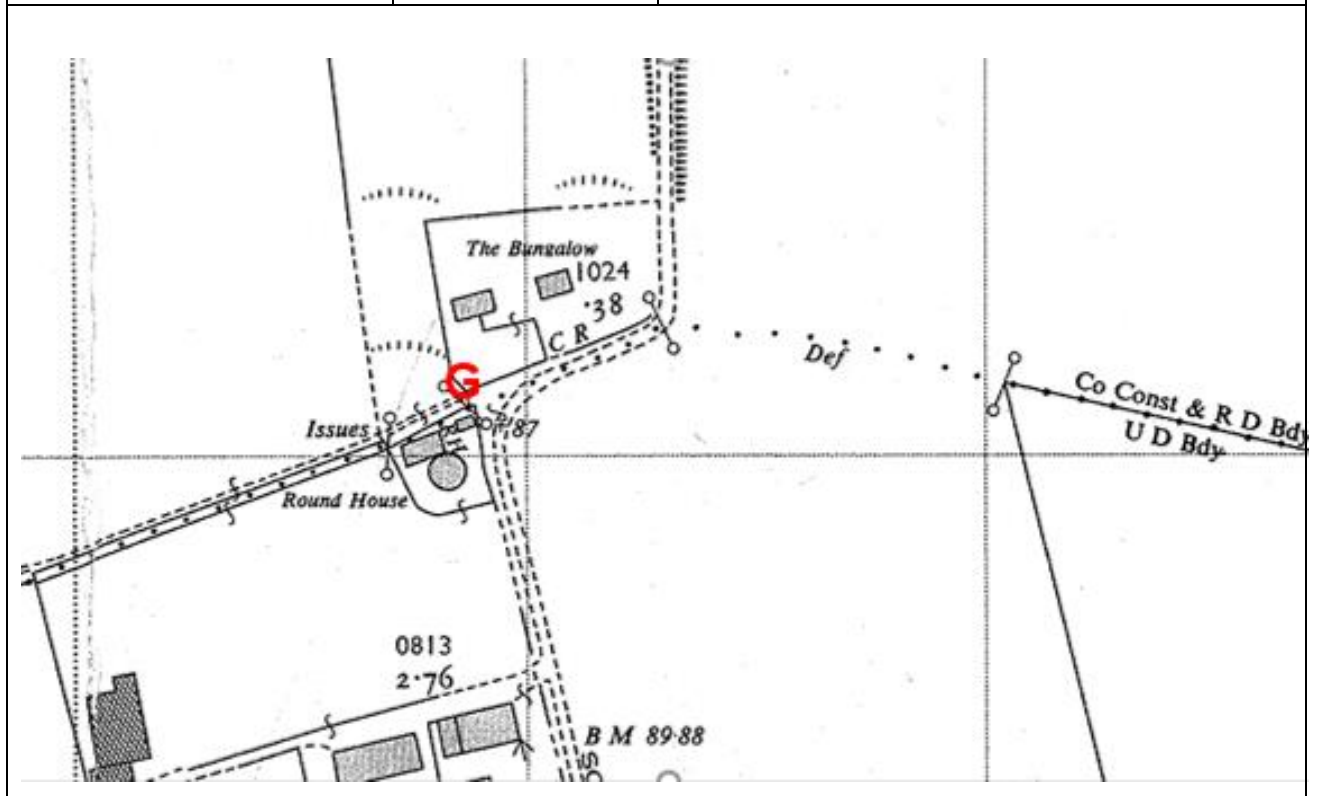 The Bungalow
1024
·38
C R
Def
G
Co Const & R D Bdy
U D Bdy
Issues
·87
Round House
0813
2·76
B M 89·88